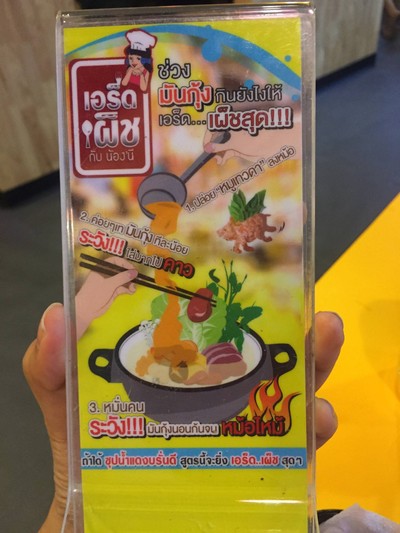 เอร็ด
เผ็ช
กับ น้องนี
ช่วง
มันกุ้ง กินยังไงให้
เอร็ด...เผ็ชสุด!!!
1. ปล่อย "หมูเทวดา" ลงหม้อ
2. ค่อยๆเท มันกุ้ง ทีละน้อย
ระวัง!!! ใส่มากไป คาว
3. หมั่นคน
ระวัง!!! มันกุ้งนอนก้นจน หม้อไหม้
ถ้าได้ ซุปน้ำแดงบรั่นดี สูตรนี้จะยิ่ง เอร็ด..เผ็ช สุดๆ